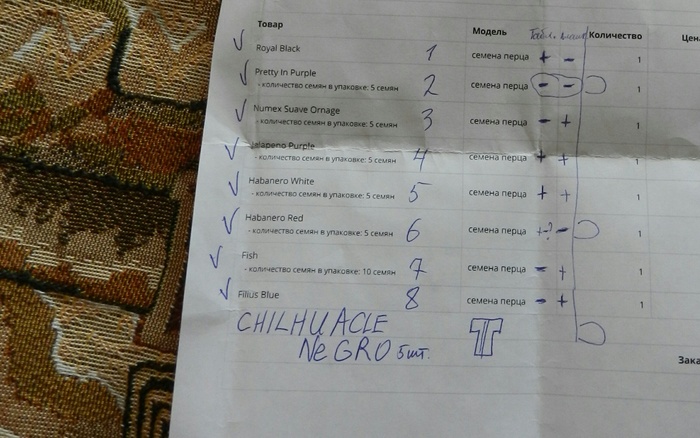 Товар Модель Табл. Количество Цена
Royal Black 1 семена перца + - 1
Pretty In Purple
- количество семян в упаковке: 5 семян 2 семена перца - - 1
Numex Suave Ornage
- количество семян в упаковке: 5 семян 3 семена перца - + 1
Jalapeno Purple
- количество семян в упаковке: 5 семян 4 семена перца + + 1
Habanero White
- количество семян в упаковке: 5 семян 5 семена перца + + 1
Habanero Red
- количество семян в упаковке: 5 семян 6 семена перца +-? - 1
Fish
- количество семян в упаковке: 10 семян 7 семена перца - + 1
Filius Blue 8 семена перца - + 1
CHILHUACLE
NeGRO 5шт. T
Зака